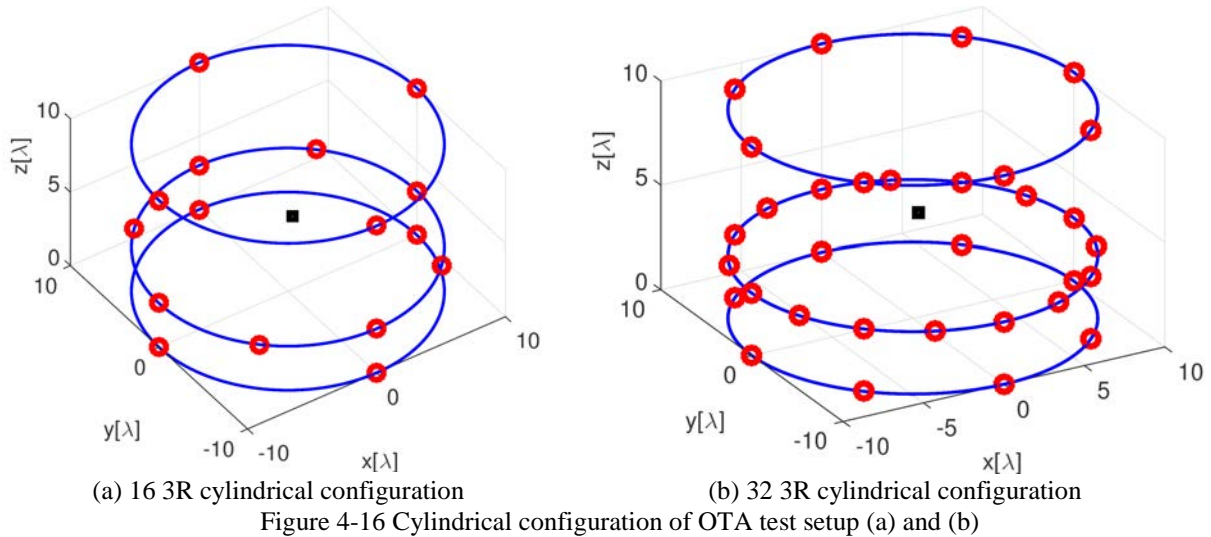 10
5
0
z[λ]
10
0
-10
y[λ]
-10
0
10
x[λ]
10
5
0
z[λ]
10
0
-10
y[λ]
-10
-5
0
5
10
x[λ]
(a) 16 3R cylindrical configuration
(b) 32 3R cylindrical configuration
Figure 4-16 Cylindrical configuration of OTA test setup (a) and (b)